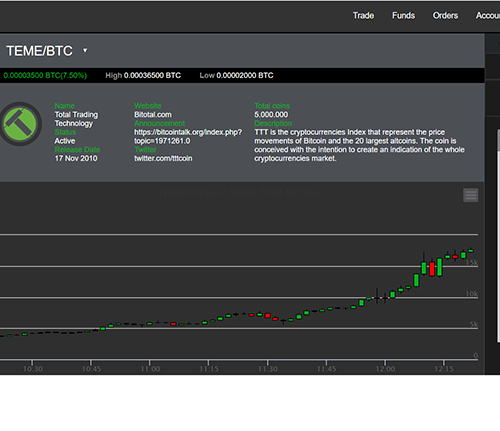 Trade Funds Orders Accou
TEME/BTC
0.00003500 BTC(7.50%) High 0.00036500 BTC Low 0.00002000 BTC
Name
Total Trading
Technology
Status
Active
Release Date
17 Nov 2010
Website
Bitotal.com
Announcement
https://bitcointalk.org/index.php?
topic=1971261.0
Twitter
twitter.com/tttcoin
Total coins
5.000.000
Description
TTT is the cryptocurrencies Index that represent the price
movements of Bitcoin and the 20 largest altcoins. The coin is
conceived with the intention to create an indication of the whole
cryptocurrencies market.
15k
10k
5k
0
10:30 10:45 11:00 11:15 11:30 11:45 12:00 12:15